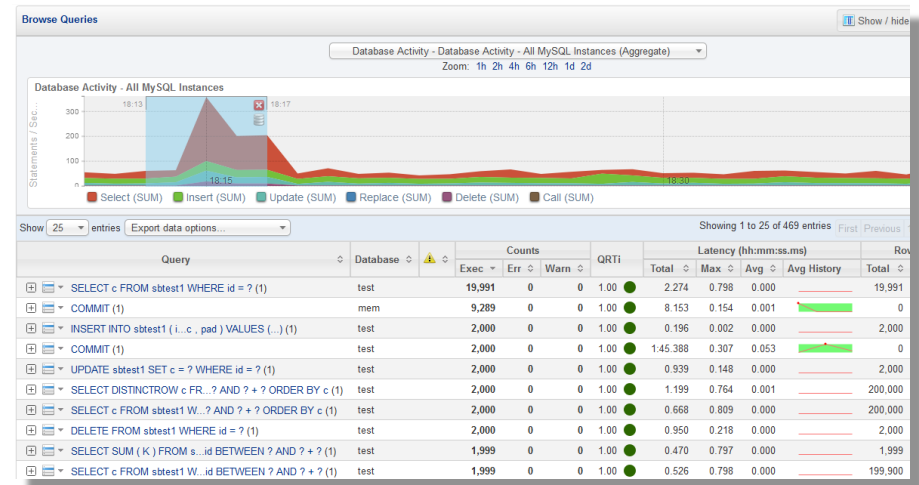 Browse Queries Show / hide
Database Activity - Database Activity - All MySQL Instances (Aggregate)
Zoom: 1h 2h 4h 6h 12h 1d 2d
Database Activity - All MySQL Instances
Statements / Sec...
18:13 18:17
300
200
100
0
18:15 18:30
Select (SUM) Insert (SUM) Update (SUM) Replace (SUM) Delete (SUM) Call (SUM)
Show 25 entries Export data options... Showing 1 to 25 of 469 entries First Previous
Query Database Counts QRTi Latency (hh:mm:ss.ms) Rov
Exec Err Warn Total Max Avg Avg History Total
SELECT c FROM sbtest1 WHERE id = ? (1) test 19,991 0 0 1.00 2.274 0.798 0.000 19,991
COMMIT (1) mem 9,289 0 0 1.00 8.153 0.154 0.001 0
INSERT INTO sbtest1 ( i...c , pad ) VALUES (...) (1) test 2,000 0 0 1.00 0.196 0.002 0.000 2,000
COMMIT (1) test 2,000 0 0 1.00 1:45.388 0.307 0.053 0
UPDATE sbtest1 SET c = ? WHERE id = ? (1) test 2,000 0 0 1.00 0.939 0.148 0.000 2,000
SELECT DISTINCTROW c FR...? AND ? + ? ORDER BY c (1) test 2,000 0 0 1.00 1.199 0.764 0.001 200,000
SELECT c FROM sbtest1 W...? AND ? + ? ORDER BY c (1) test 2,000 0 0 1.00 0.668 0.809 0.000 200,000
DELETE FROM sbtest1 WHERE id = ? (1) test 2,000 0 0 1.00 0.950 0.218 0.000 2,000
SELECT SUM ( K ) FROM s...id BETWEEN ? AND ? + ? (1) test 1,999 0 0 1.00 0.470 0.797 0.000 1,999
SELECT c FROM sbtest1 W...id BETWEEN ? AND ? + ? (1) test 1,999 0 0 1.00 0.526 0.798 0.000 199,900